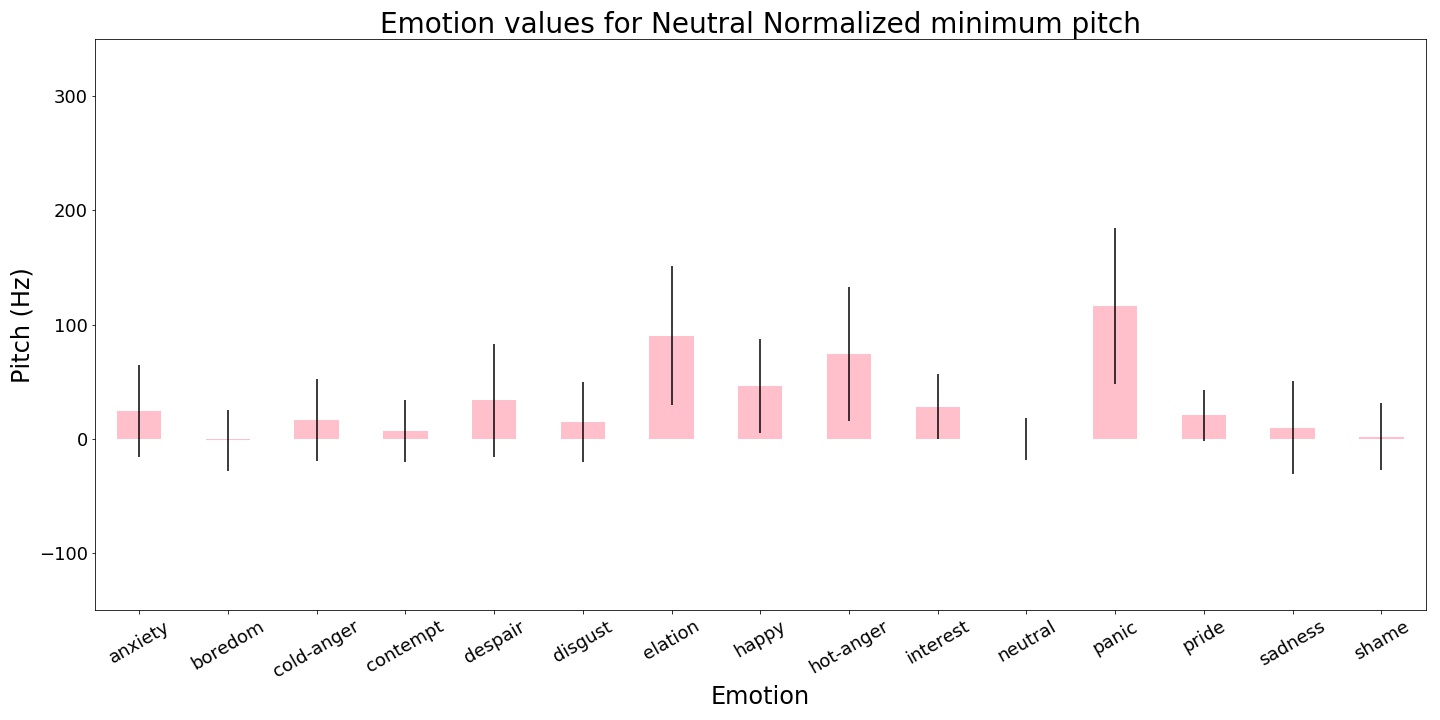 Emotion values for Neutral Normalized minimum pitch
Pitch (Hz)
300
200
100
0
−100
anxiety
boredom
cold-anger
contempt
despair
disgust
elation
happy
hot-anger
interest
neutral
panic
pride
sadness
shame
Emotion